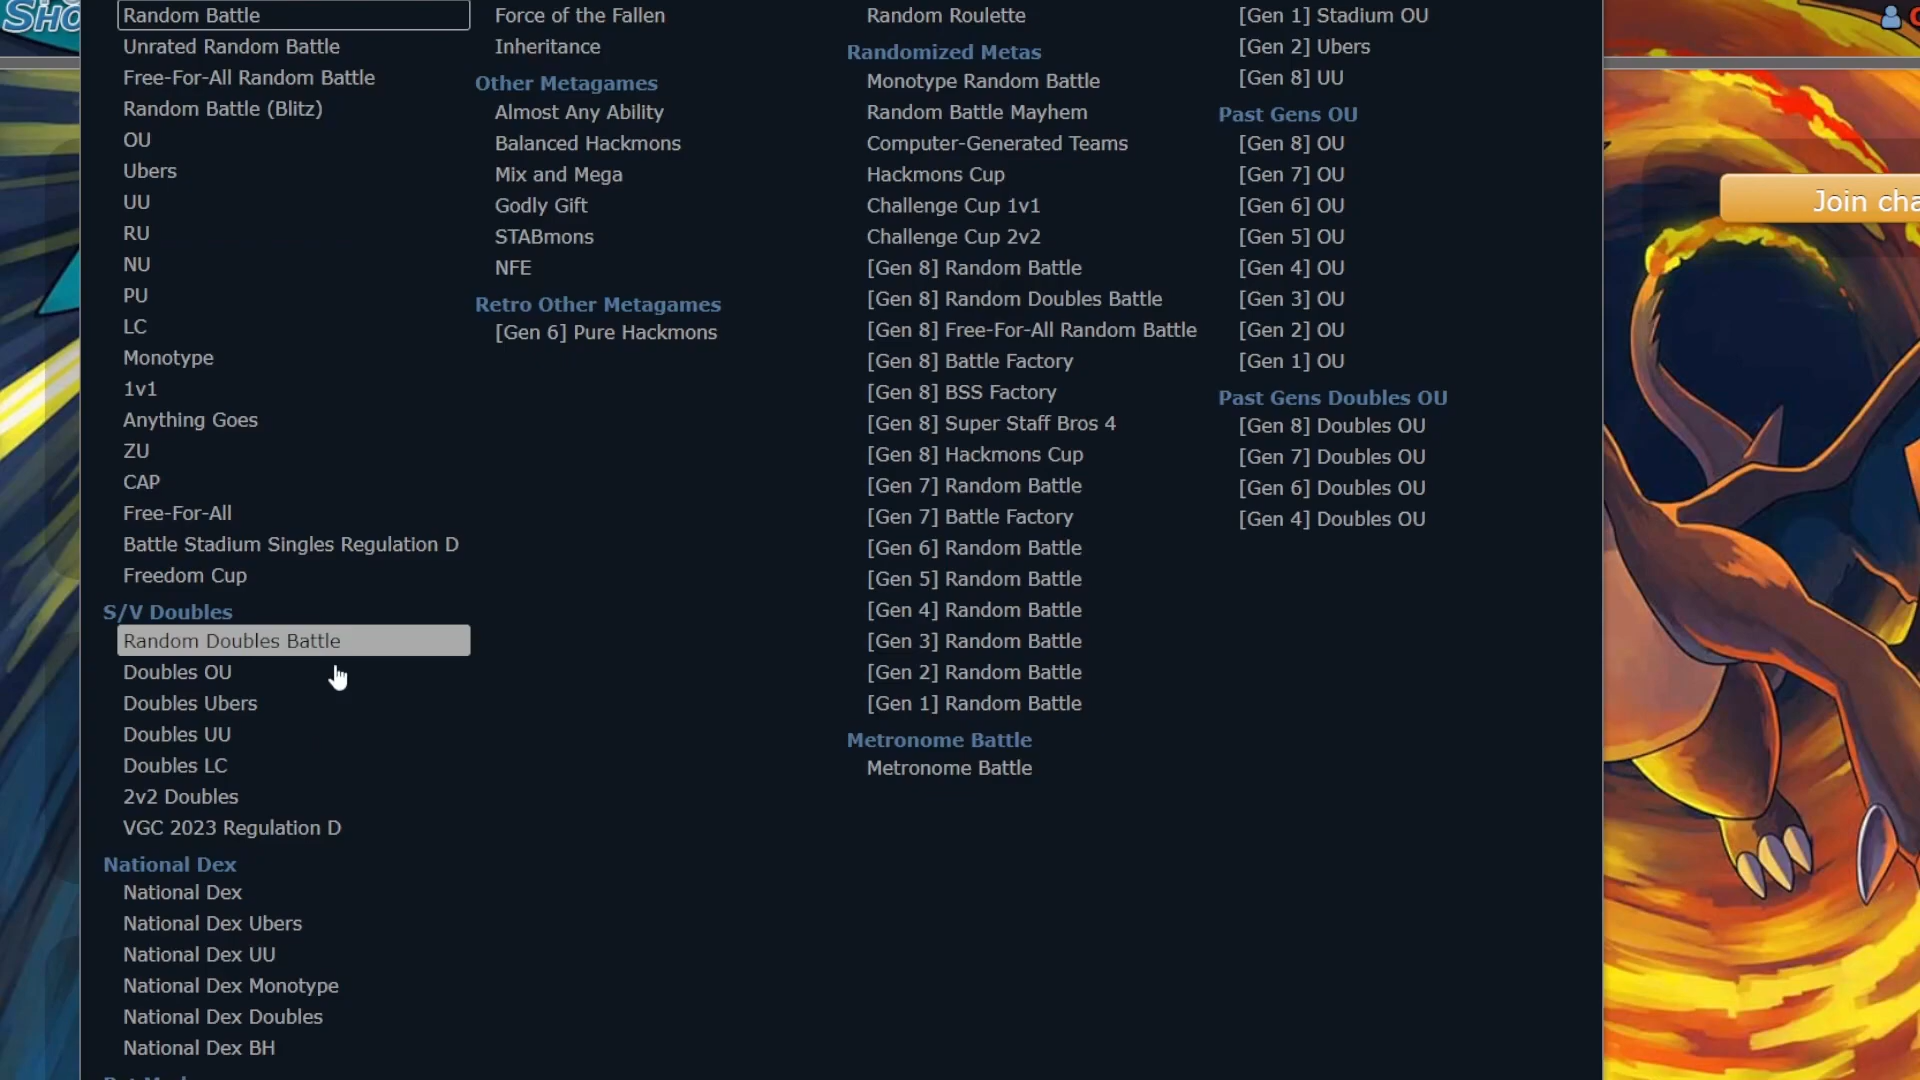 Sho
Random Battle
Unrated Random Battle
Free-For-All Random Battle
Random Battle (Blitz)
OU
Ubers
UU
RU
NU
PU
LC
Monotype
1v1
Anything Goes
ZU
CAP
Free-For-All
Battle Stadium Singles Regulation D
Freedom Cup
S/V Doubles
Random Doubles Battle
Doubles OU
Doubles Ubers
Doubles UU
Doubles LC
2v2 Doubles
VGC 2023 Regulation D
National Dex
National Dex
National Dex Ubers
National Dex UU
National Dex Monotype
National Dex Doubles
National Dex BH
Force of the Fallen
Inheritance
Other Metagames
Almost Any Ability
Balanced Hackmons
Mix and Mega
Godly Gift
STABmons
NFE
Retro Other Metagames
[Gen 6] Pure Hackmons
Random Roulette
Randomized Metas
Monotype Random Battle
Random Battle Mayhem
Computer-Generated Teams
Hackmons Cup
Challenge Cup 1v1
Challenge Cup 2v2
[Gen 8] Random Battle
[Gen 8] Random Doubles Battle
[Gen 8] Free-For-All Random Battle
[Gen 8] Battle Factory
[Gen 8] BSS Factory
[Gen 8] Super Staff Bros 4
[Gen 8] Hackmons Cup
[Gen 7] Random Battle
[Gen 7] Battle Factory
[Gen 6] Random Battle
[Gen 5] Random Battle
[Gen 4] Random Battle
[Gen 3] Random Battle
[Gen 2] Random Battle
[Gen 1] Random Battle
Metronome Battle
Metronome Battle
[Gen 1] Stadium OU
[Gen 2] Ubers
[Gen 8] UU
Past Gens OU
[Gen 8] OU
[Gen 7] OU
[Gen 6] OU
[Gen 5] OU
[Gen 4] OU
[Gen 3] OU
[Gen 2] OU
[Gen 1] OU
Past Gens Doubles OU
[Gen 8] Doubles OU
[Gen 7] Doubles OU
[Gen 6] Doubles OU
[Gen 4] Doubles OU
Join cha